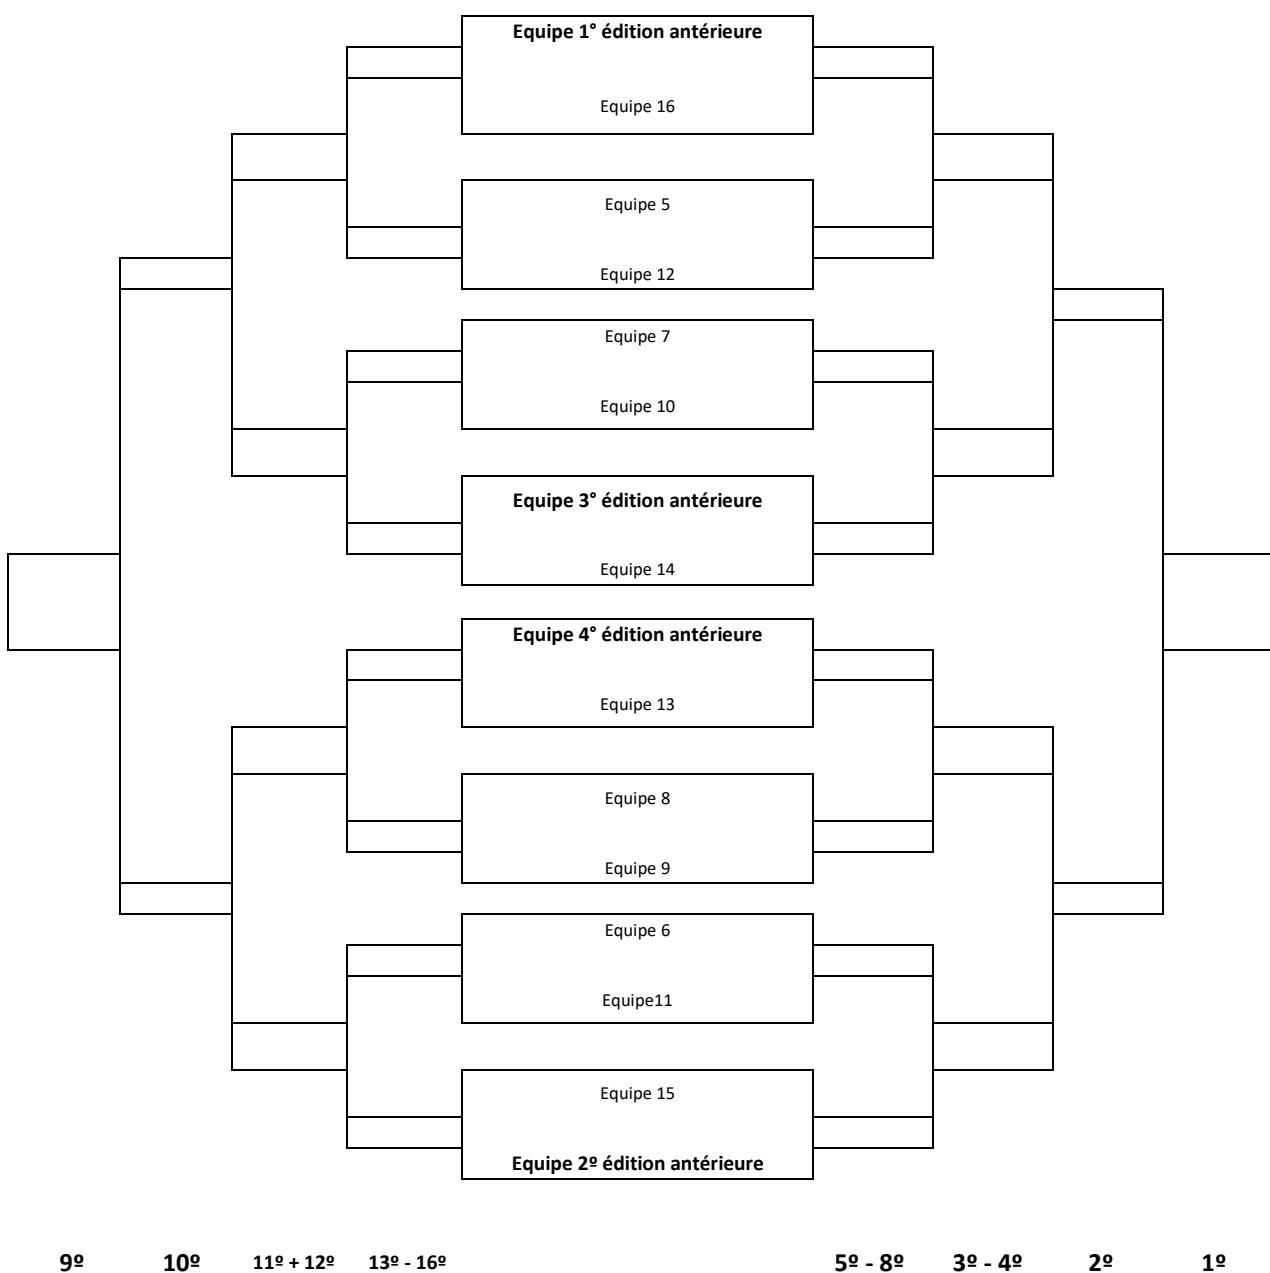 Equipe 1° édition antérieure
Equipe 16
Equipe 5
Equipe 12
Equipe 7
Equipe 10
Equipe 3° édition antérieure
Equipe 14
Equipe 4° édition antérieure
Equipe 13
Equipe 8
Equipe 9
Equipe 6
Equipe11
Equipe 15
Equipe 2º édition antérieure
9º 10º 11º + 12º 13º - 16º 5º - 8º 3º - 4º 2º 1º